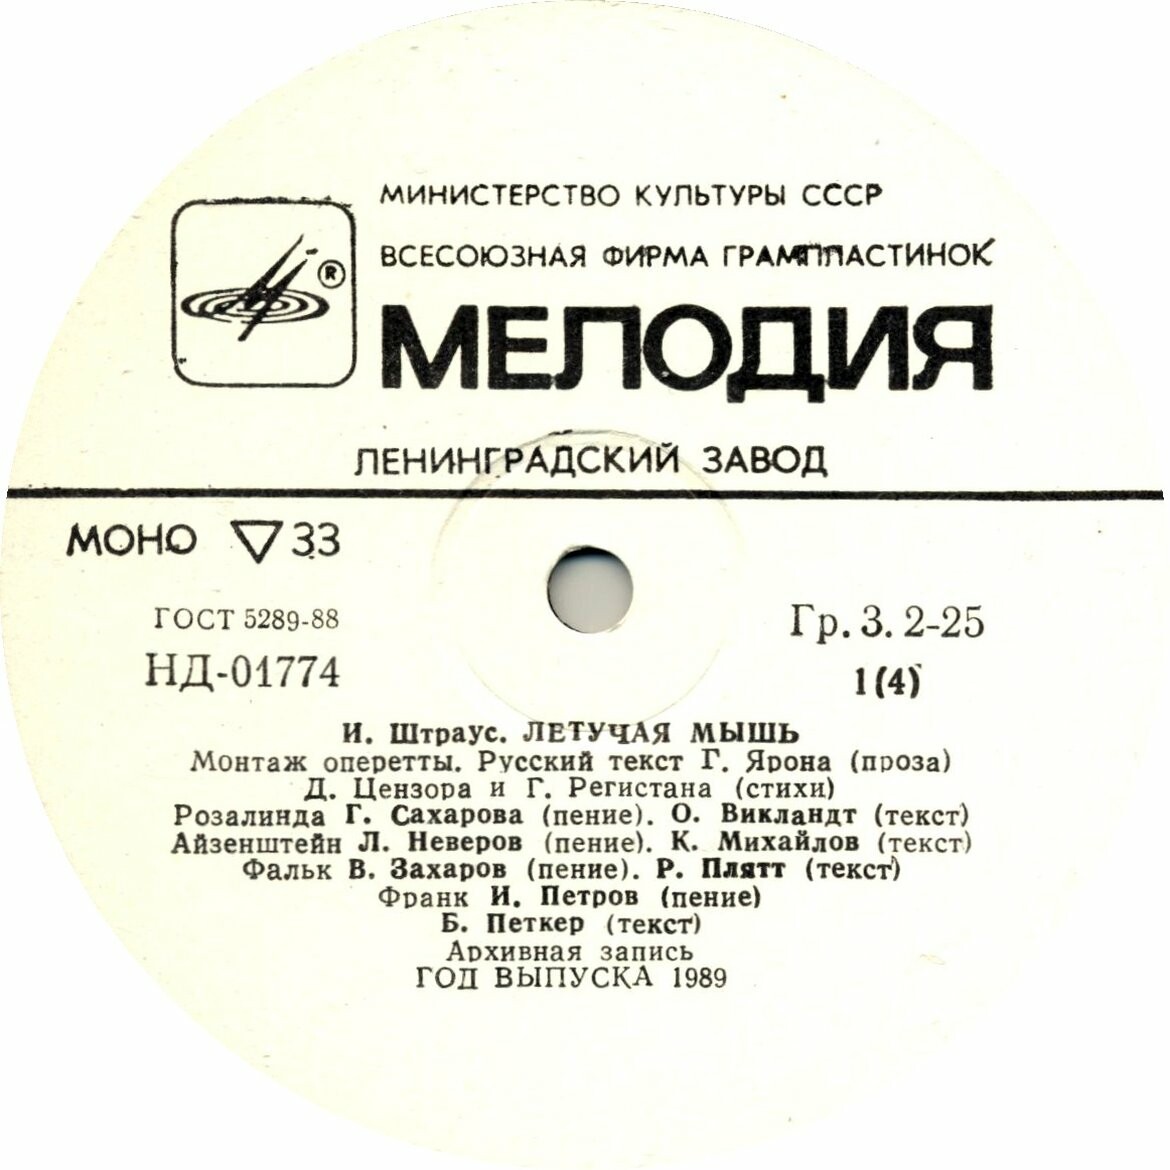 МИНИСТЕРСТВО КУЛЬТУРЫ СССР
ВСЕСОЮЗНАЯ ФИРМА ГРАМПЛАСТИНОК
®
МЕЛОДИЯ
ЛЕНИНГРАДСКИЙ ЗАВОД
МОНО ▽ 33
ГОСТ 5289-88
Гр. 3. 2-25
НД-01774
1(4)
И. Штраус. ЛЕТУЧАЯ МЫШЬ
Монтаж оперетты. Русский текст Г. Ярона (проза)
Д. Цензора и Г. Регистана (стихи)
Розалинда Г. Сахарова (пение). О. Викландт (текст)
Айзенштейн Л. Неверов (пение). К. Михайлов (текст)
Фальк В. Захаров (пение). Р. Плятт (текст)
Франк И. Петров (пение)
Б. Петкер (текст)
Архивная запись
ГОД ВЫПУСКА 1989